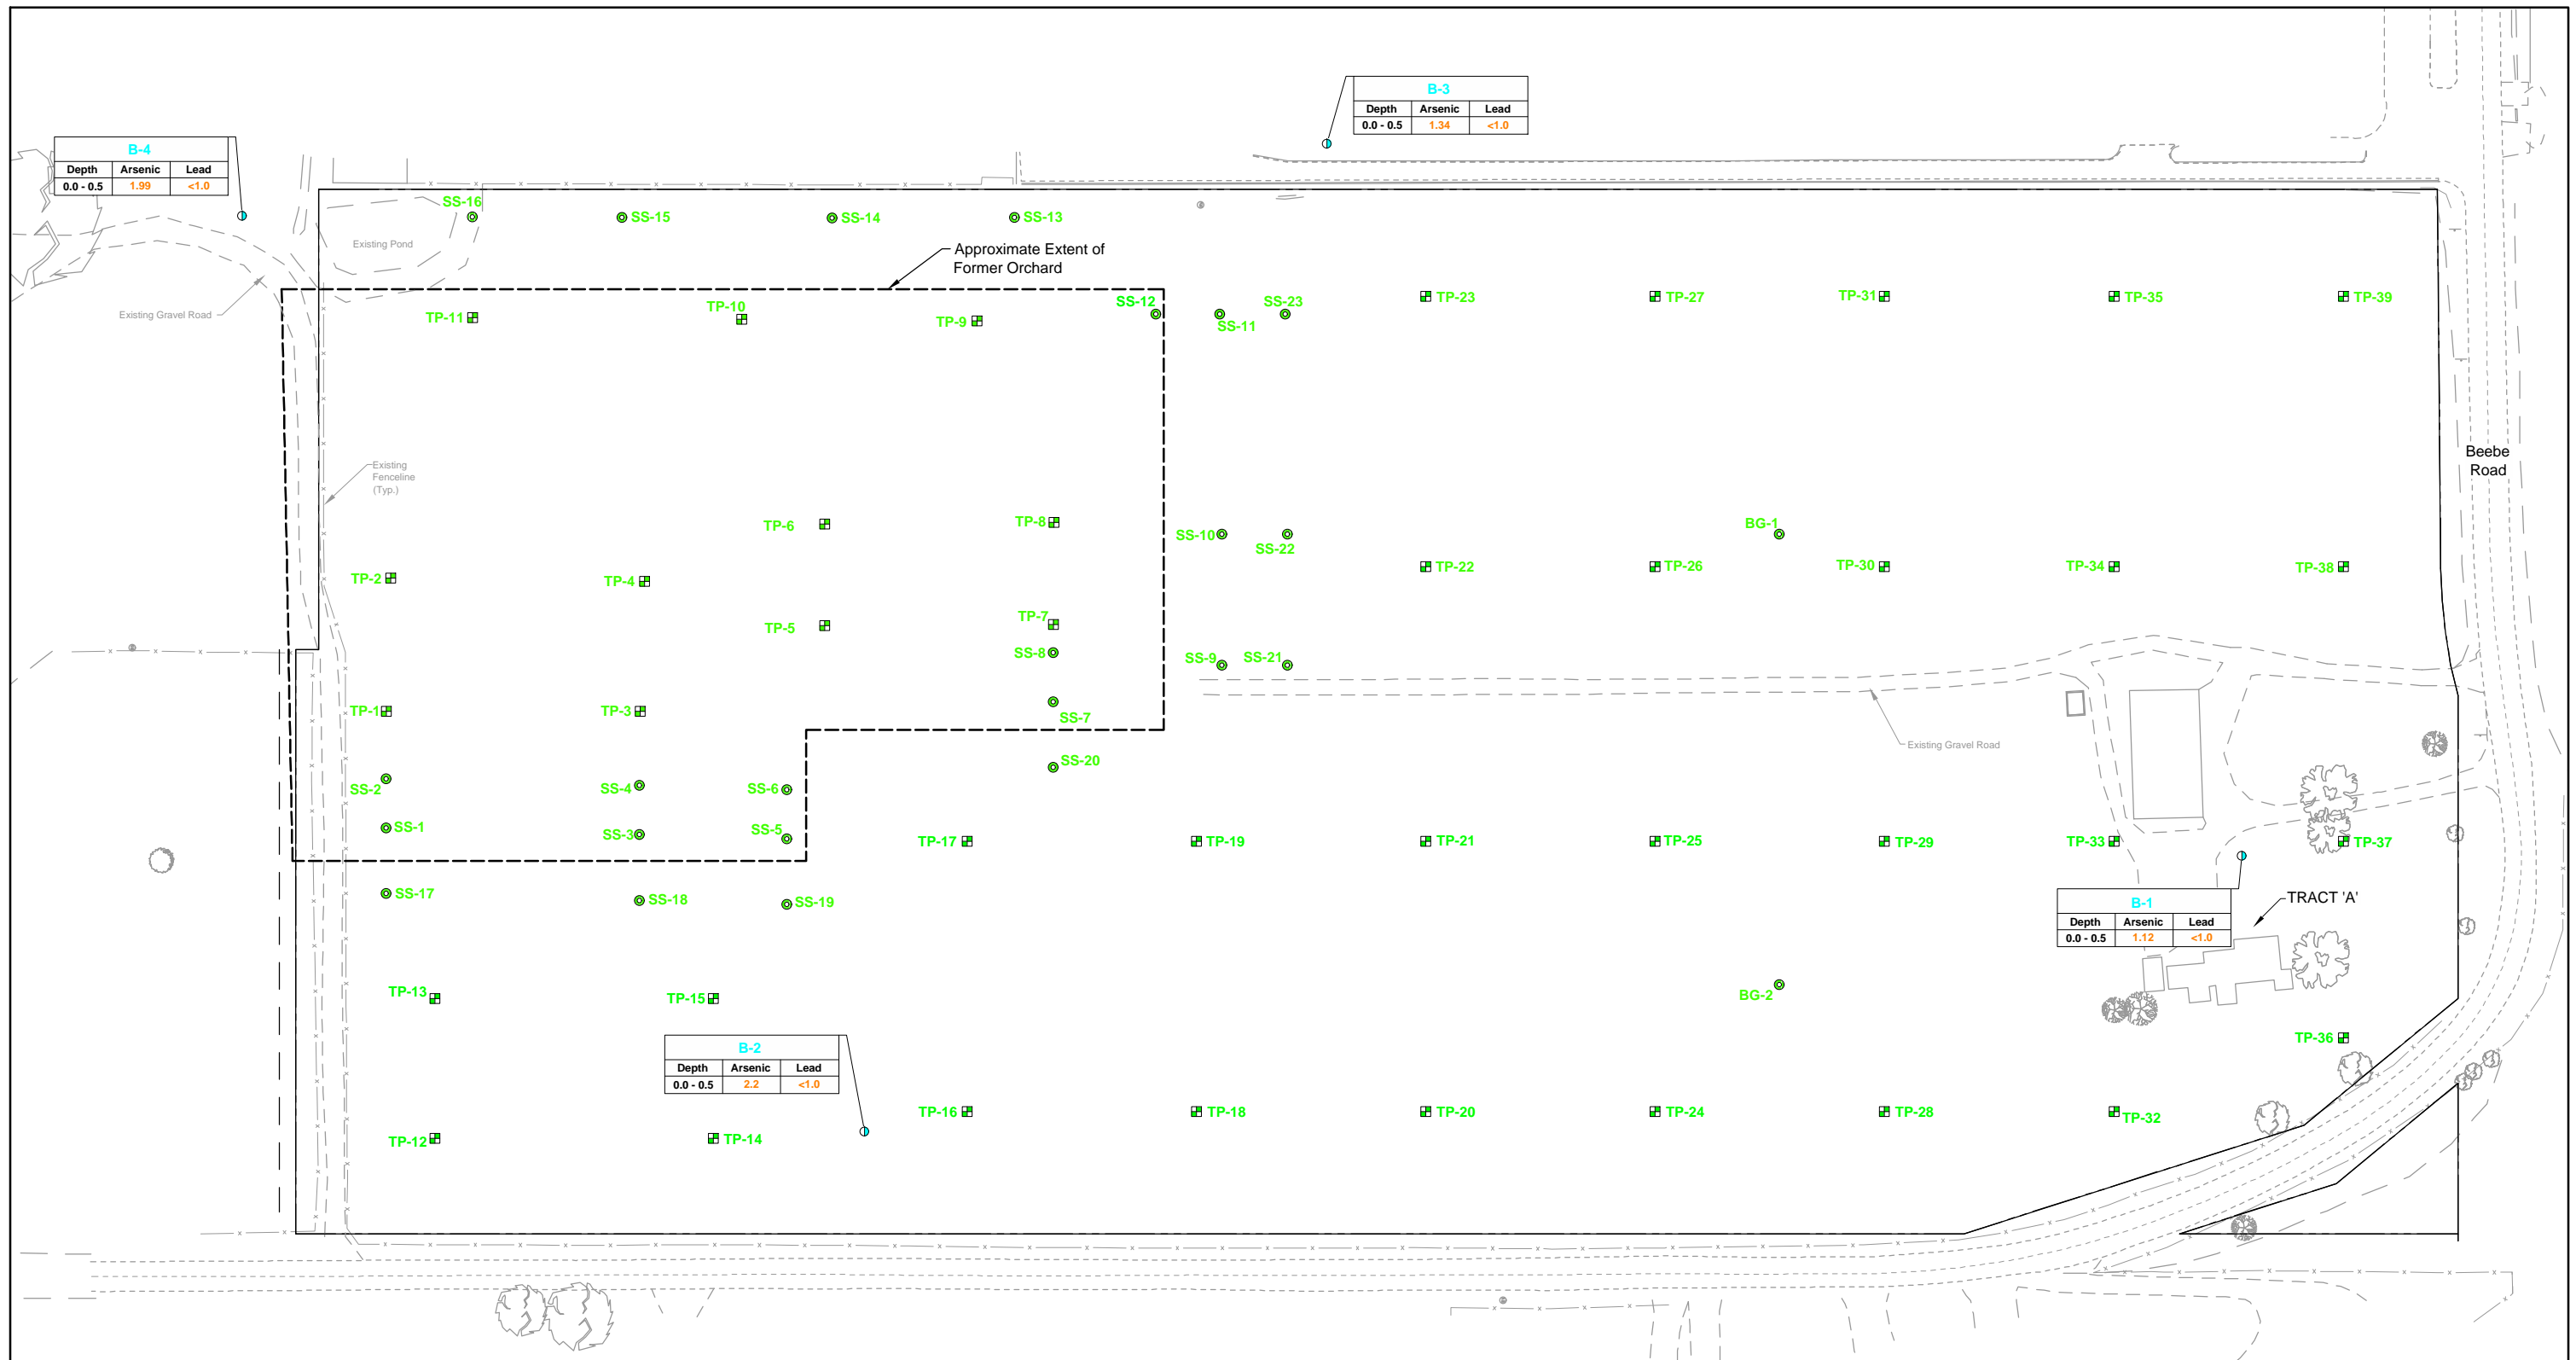 B-3
Depth Arsenic Lead
0.0 - 0.5 1.34 <1.0
B-4
Depth Arsenic Lead
0.0 - 0.5 1.99 <1.0
SS-16
SS-15
SS-14
SS-13
Existing Pond
Approximate Extent of
Former Orchard
Existing Gravel Road
TP-11
TP-10
TP-9
SS-12
SS-11
SS-23
TP-23
TP-27
TP-31
TP-35
TP-39
Beebe
Road
Existing
Fenceline
(Typ.)
TP-6
TP-8
SS-10
SS-22
BG-1
TP-2
TP-4
TP-22
TP-26
TP-30
TP-34
TP-38
TP-5
TP-7
SS-8
SS-9
SS-21
TP-1
TP-3
SS-7
Existing Gravel Road
SS-20
SS-2
SS-4
SS-6
SS-1
SS-3
SS-5
TP-17
TP-19
TP-21
TP-25
TP-29
TP-33
TP-37
SS-17
SS-18
SS-19
B-1
Depth Arsenic Lead
0.0 - 0.5 1.12 <1.0
TRACT 'A'
TP-13
TP-15
BG-2
B-2
Depth Arsenic Lead
0.0 - 0.5 2.2 <1.0
TP-36
TP-12
TP-14
TP-16
TP-18
TP-20
TP-24
TP-28
TP-32